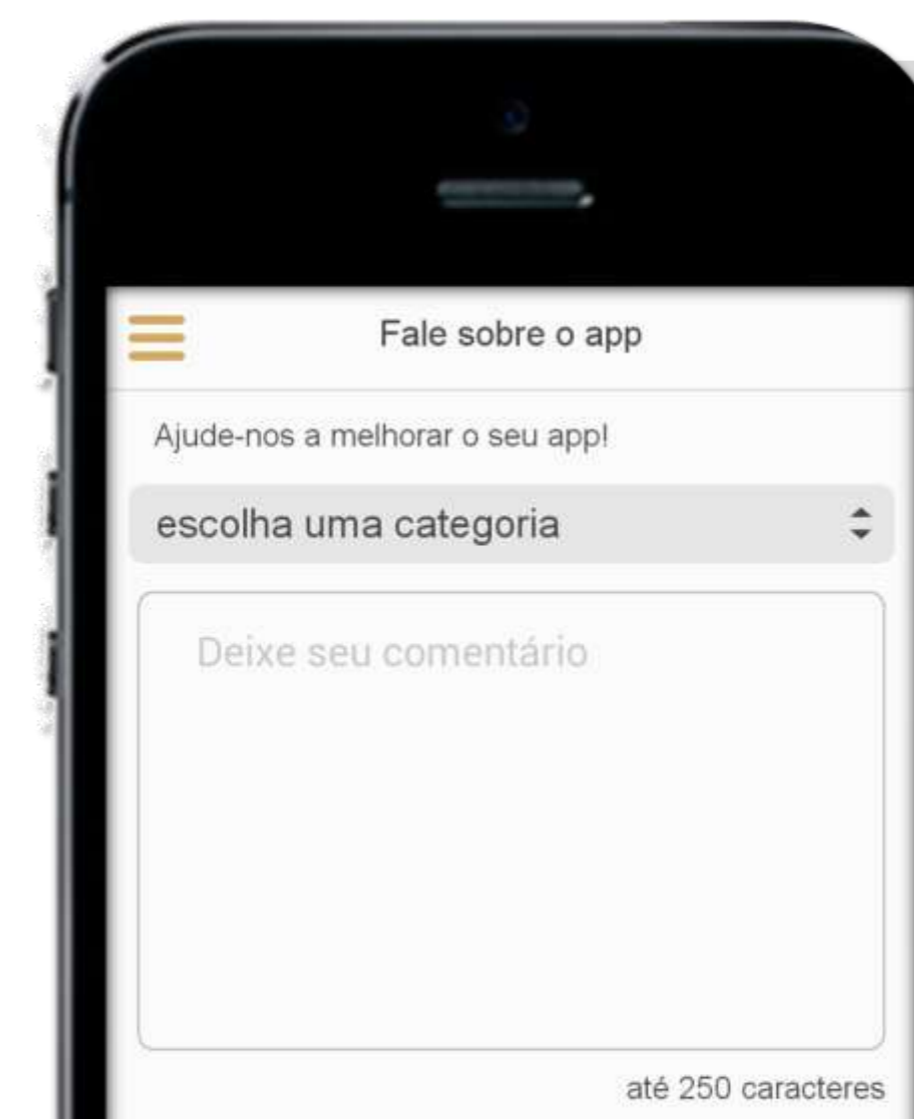 Fale sobre o app
Ajude-nos a melhorar o seu app!
escolha uma categoria
Deixe seu comentário
até 250 caracteres